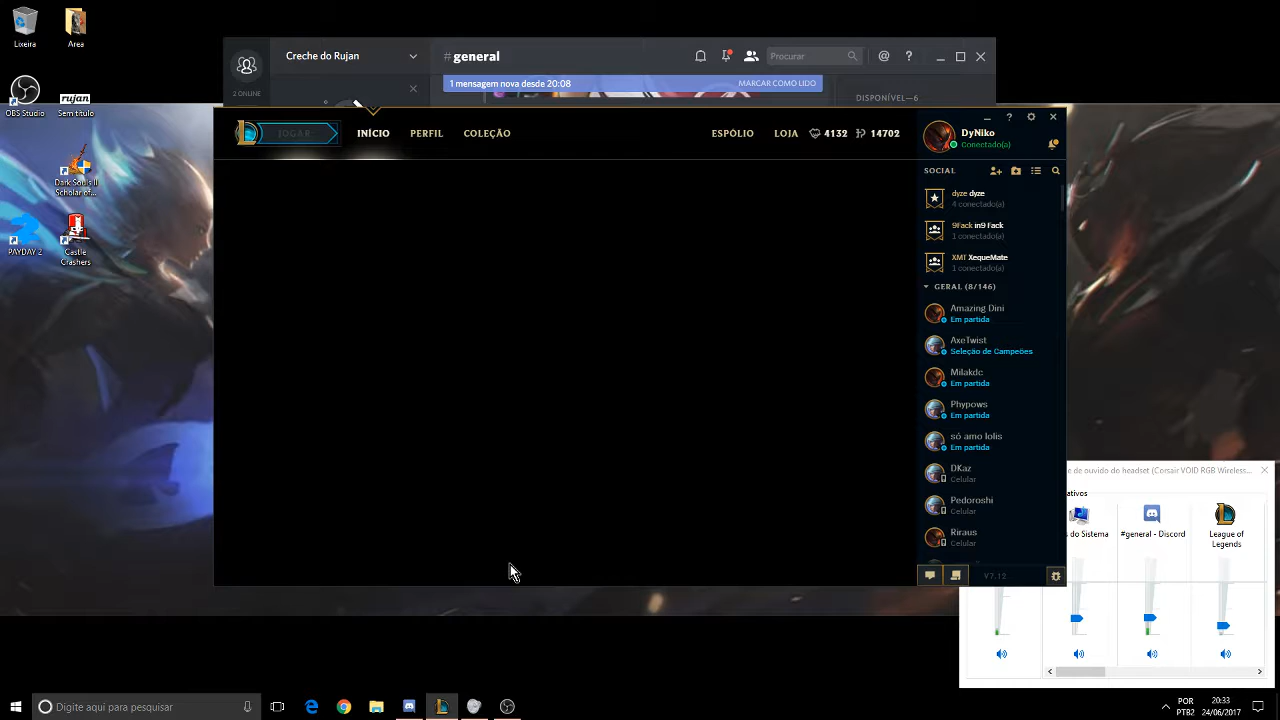 Lixeira
Area
OBS Studio
rujan
Sem título
Dark Souls II
Scholar of...
PAYDAY 2
Castle
Crashers
2 ONLINE
Creche do Rujan
#general
Procurar
1 mensagem nova desde 20:08
MARCAR COMO LIDO
DISPONÍVEL—6
JOGAR
INÍCIO
PERFIL
COLEÇÃO
ESPÓLIO
LOJA
4132
14702
DyNiko
Conectado(a)
SOCIAL
dyze dyze
4 conectado(a)
9Fack in9 Fack
1 conectado(a)
XMT XequeMate
1 conectado(a)
GERAL (8/146)
Amazing Dini
Em partida
AxeTwist
Seleção de Campeões
Milakdc
Em partida
Phypows
Em partida
só amo lolis
Em partida
DKaz
Celular
Pedoroshi
Celular
Riraus
Celular
V7.12
e de ouvido do headset (Corsair VOID RGB Wireless...
ativos
s do Sistema
#general - Discord
League of
Legends
Digite aqui para pesquisar
POR
PTB2
20:33
24/06/2017